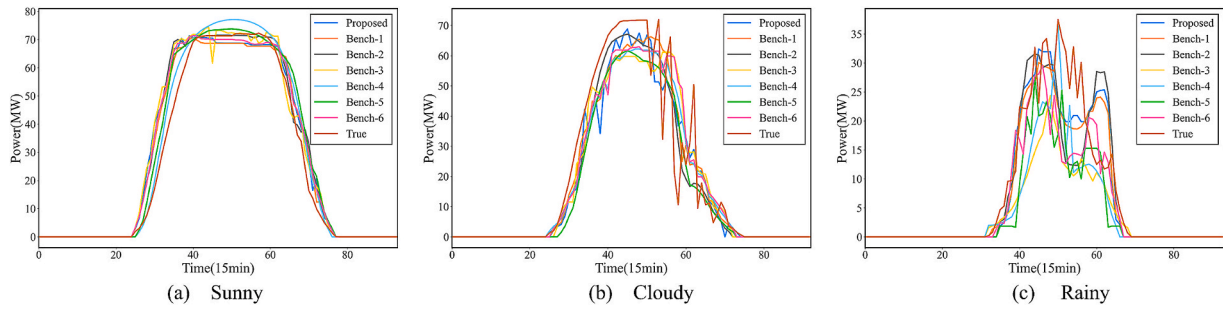 80
70
60
50
40
30
20
10
0
Power(MW)
0 20 40 60 80
Time(15min)
Proposed
Bench-1
Bench-2
Bench-3
Bench-4
Bench-5
Bench-6
True
(a) Sunny
70
60
50
40
30
20
10
0
Power(MW)
0 20 40 60 80
Time(15min)
Proposed
Bench-1
Bench-2
Bench-3
Bench-4
Bench-5
Bench-6
True
(b) Cloudy
35
30
25
20
15
10
5
0
Power(MW)
0 20 40 60 80
Time(15min)
Proposed
Bench-1
Bench-2
Bench-3
Bench-4
Bench-5
Bench-6
True
(c) Rainy